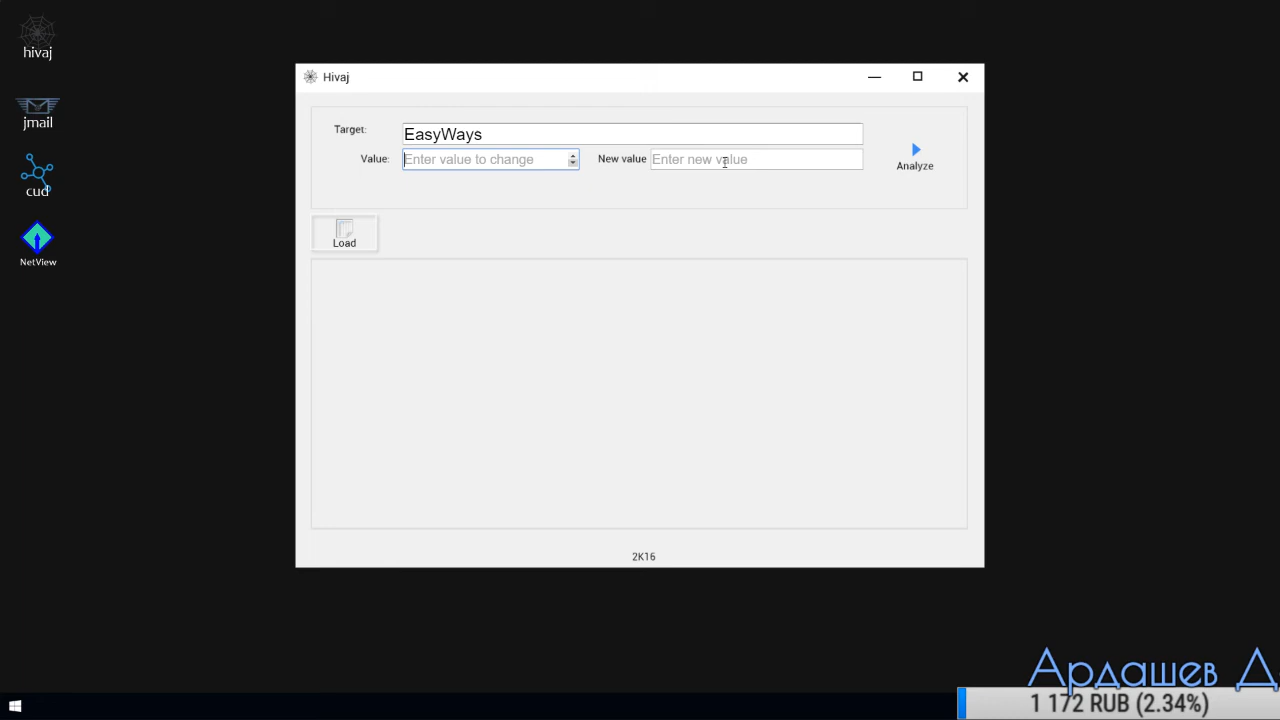 hivaj
jmail
cud
NetView
Hivaj
Target: EasyWays
Value: Enter value to change New value Enter new value
Analyze
Load
2K16
Ардашев Д
1 172 RUB (2.34%)